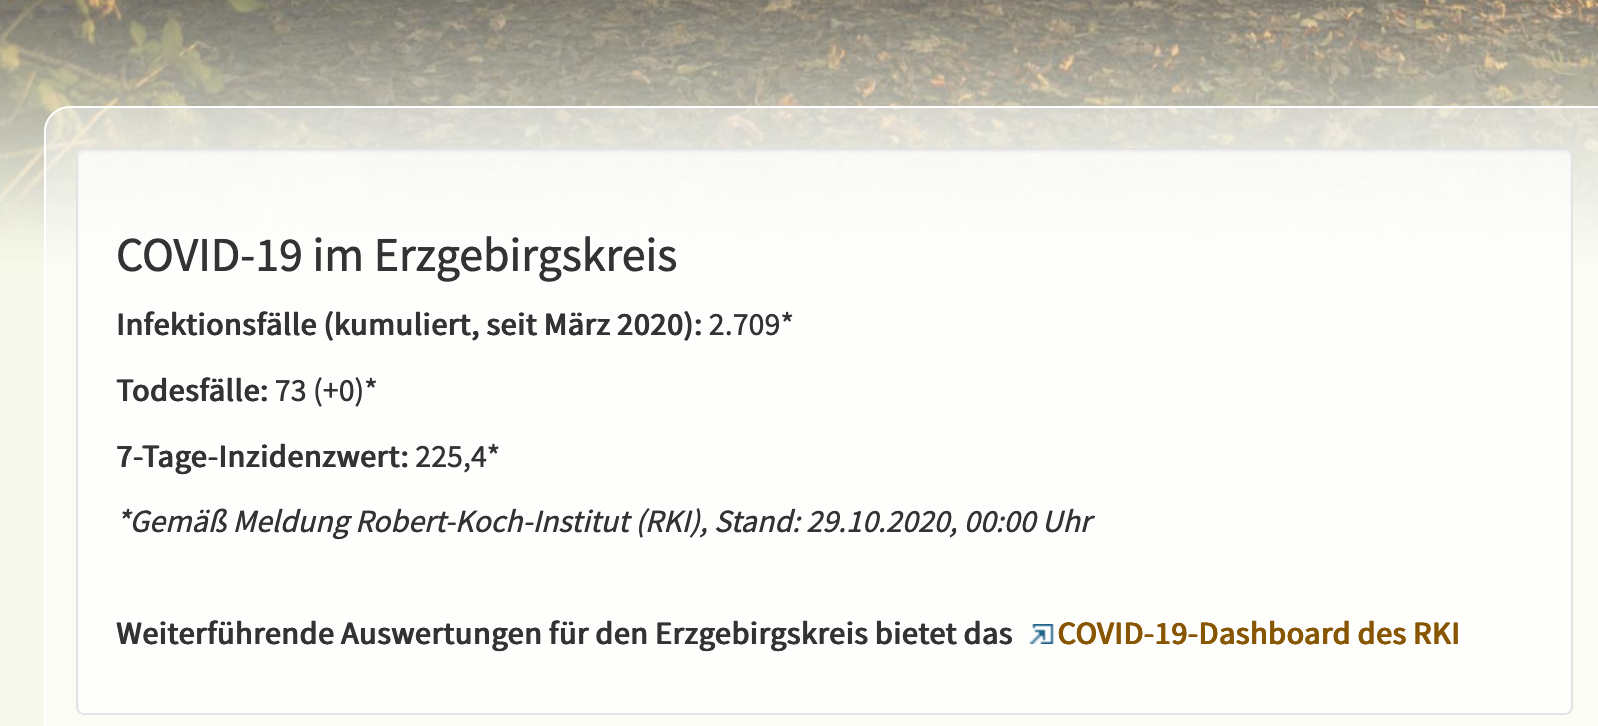 COVID-19 im Erzgebirgskreis
Infektionsfälle (kumuliert, seit März 2020): 2.709*
Todesfälle: 73 (+0)*
7-Tage-Inzidenzwert: 225,4*
*Gemäß Meldung Robert-Koch-Institut (RKI), Stand: 29.10.2020, 00:00 Uhr
Weiterführende Auswertungen für den Erzgebirgskreis bietet das COVID-19-Dashboard des RKI